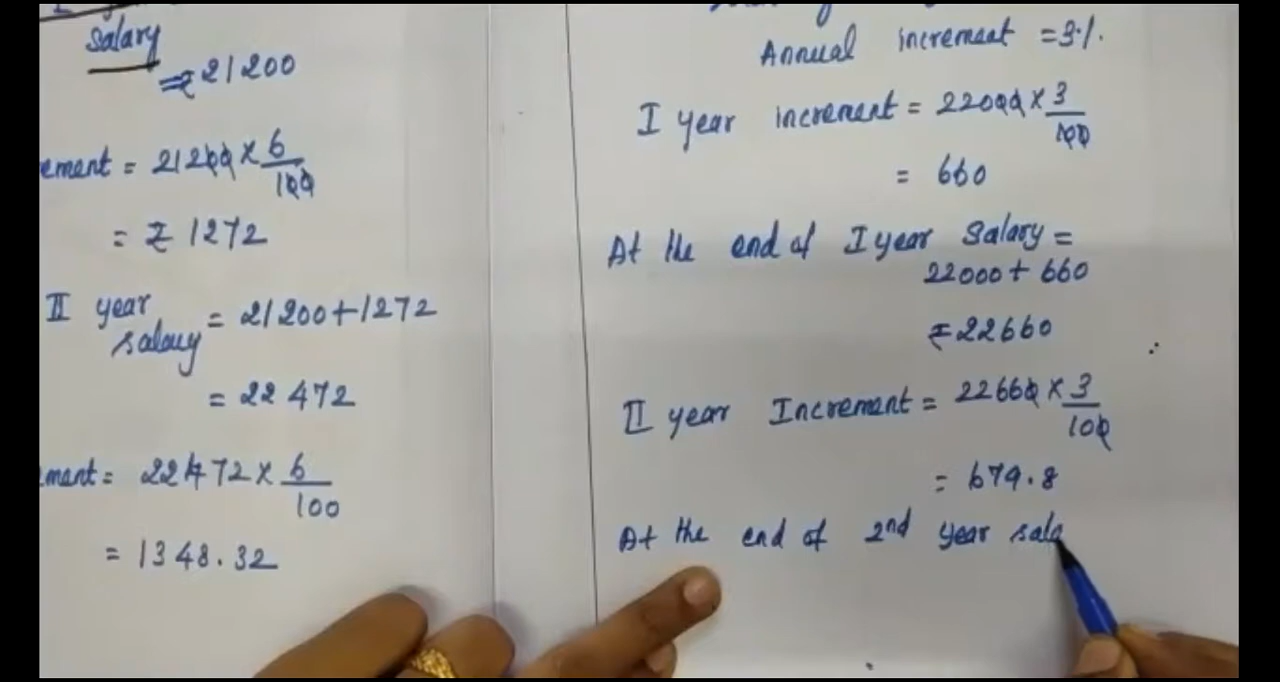 salary
= ₹21200
ement = 21200 × 6/100
= ₹ 1272
II year salary = 21200+1272
= 22 472
ment = 22472 × 6/100
= 1348.32
Annual increment = 3%.
I year increment = 22000 × 3/100
= 660
At the end of I year Salary =
22000 + 660
₹22660
II year Increment = 22660 × 3/100
= 679.8
At the end of 2nd year sala